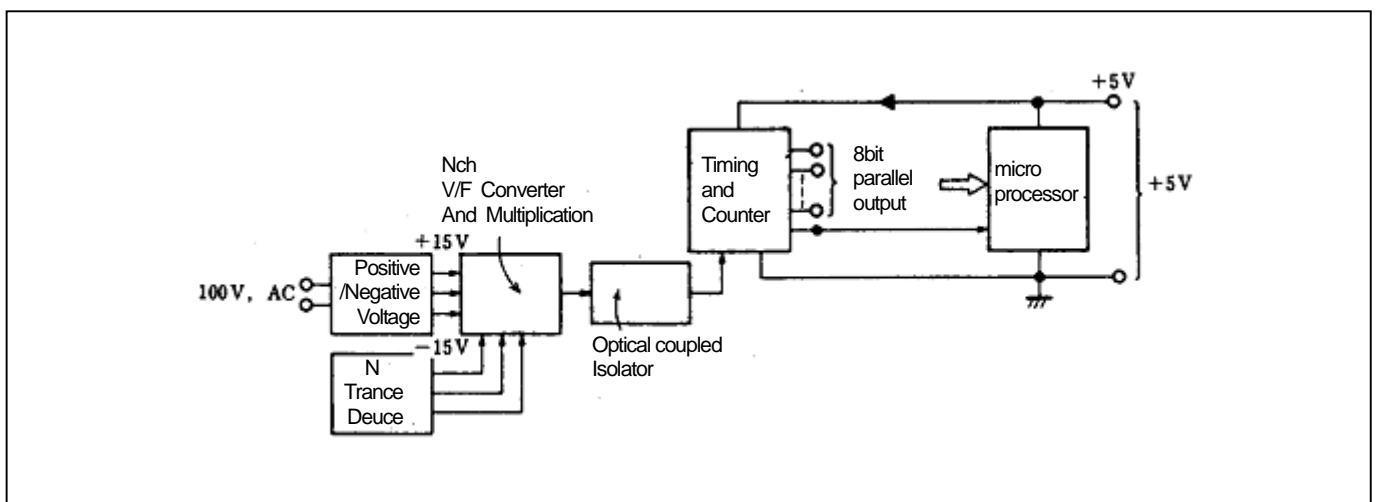 +5V
Nch
V/F Converter
And Multiplication
Timing
and
Counter
8bit
parallel
output
micro
processor
+5V
+15V
100V, AC
Positive
/Negative
Voltage
-15V
Optical coupled
Isolator
N
Trance
Deuce